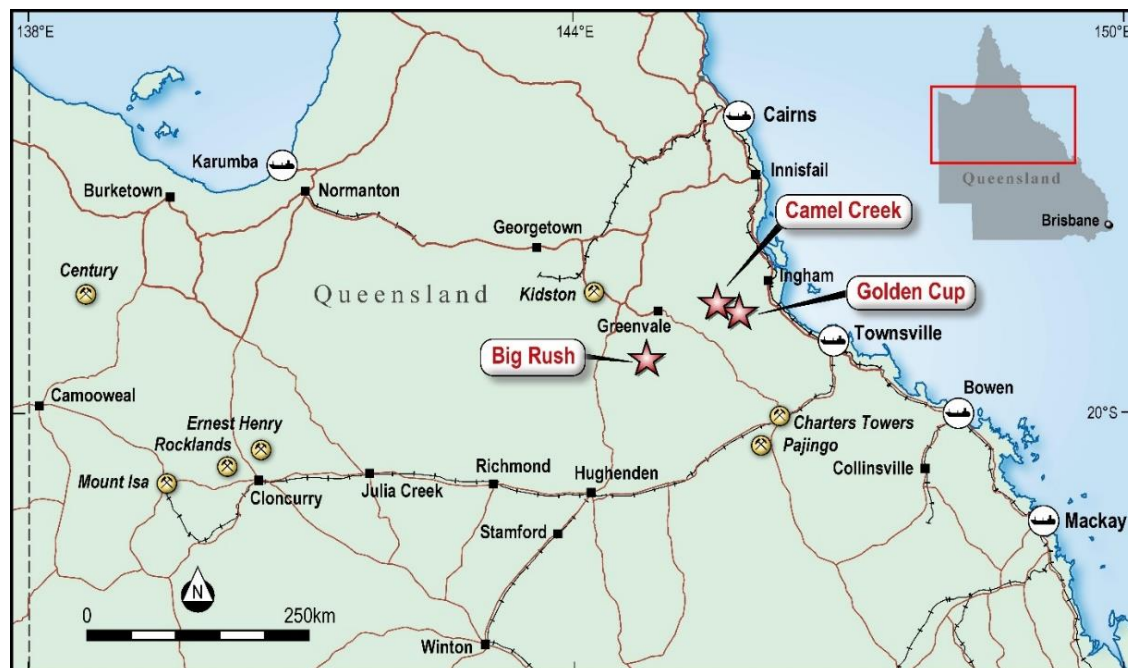 138°E
144°E
150°E
Cairns
Karumba
Innisfail
Burketown
Normanton
Queensland
Camel Creek
Brisbane
Georgetown
Century
Ingham
Queensland
Kidston
Golden Cup
Greenvale
Townsville
Big Rush
Bowen
Camooweal
20°S
Ernest Henry
Charters Towers
Rocklands
Pajingo
Richmond
Hughenden
Collinsville
Mount Isa
Julia Creek
Cloncurry
Mackay
Stamford
N
0
250km
Winton